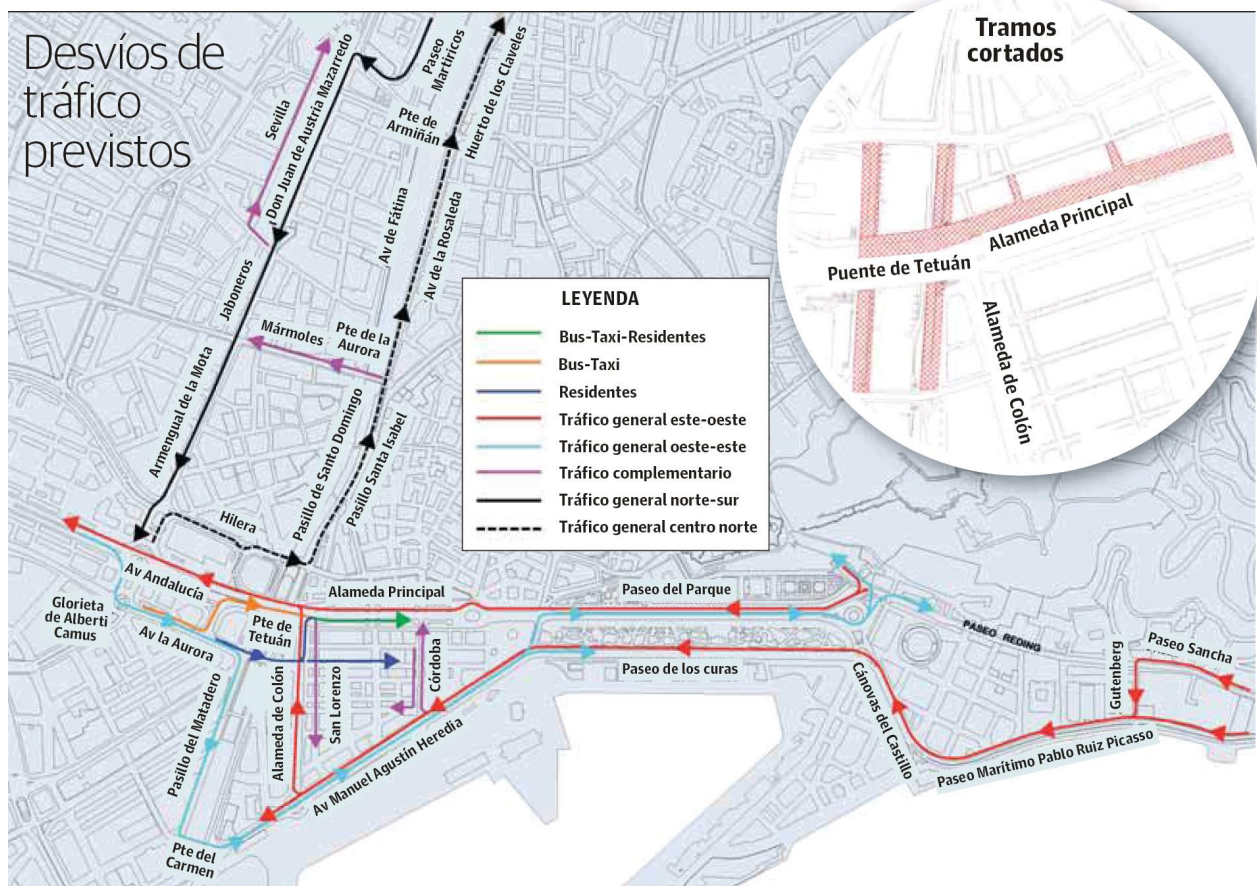 Desvíos de
tráfico
previstos
Tramos
cortados
Puente de Tetuán
Alameda Principal
Alameda de Colón
Sevilla
Don Juan de Austria Mazarredo
Paseo
Martiricos
Pte de
Armiñán
Huerto de los Claveles
Av de Fátina
Av de la Rosaleda
Jaboneros
Mármoles
Pte de la
Aurora
Armengual de la Mota
Pasillo de Santo Domingo
Pasillo Santa Isabel
Hilera
LEYENDA
Bus-Taxi-Residentes
Bus-Taxi
Residentes
Tráfico general este-oeste
Tráfico general oeste-este
Tráfico complementario
Tráfico general norte-sur
Tráfico general centro norte
Av Andalucía
Glorieta
de Alberti
Camus
Av la Aurora
Pte de
Tetuán
Alameda Principal
Paseo del Parque
PASEO REDING
Paseo de los curas
Pasillo del Matadero
Alameda de Colón
San Lorenzo
Córdoba
Av Manuel Agustín Heredia
Pte del
Carmen
Cánovas del Castillo
Gutenberg
Paseo Sancha
Paseo Marítimo Pablo Ruiz Picasso